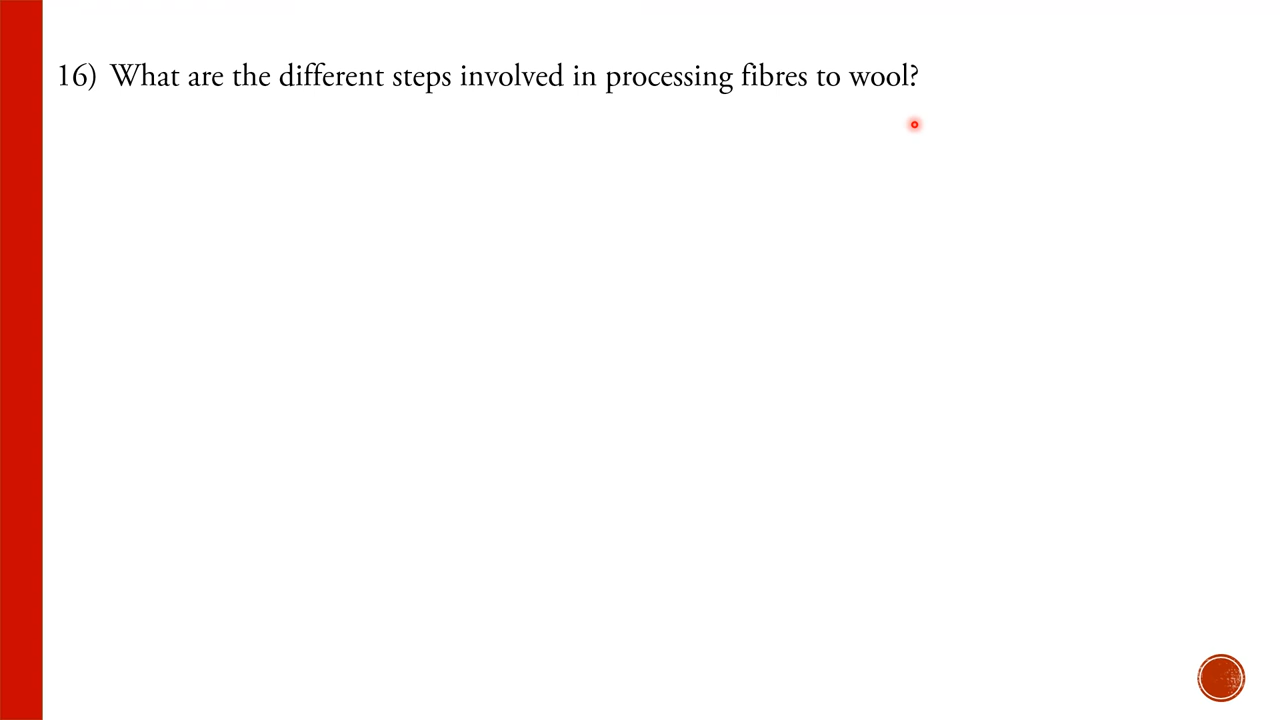 16) What are the different steps involved in processing fibres to wool?